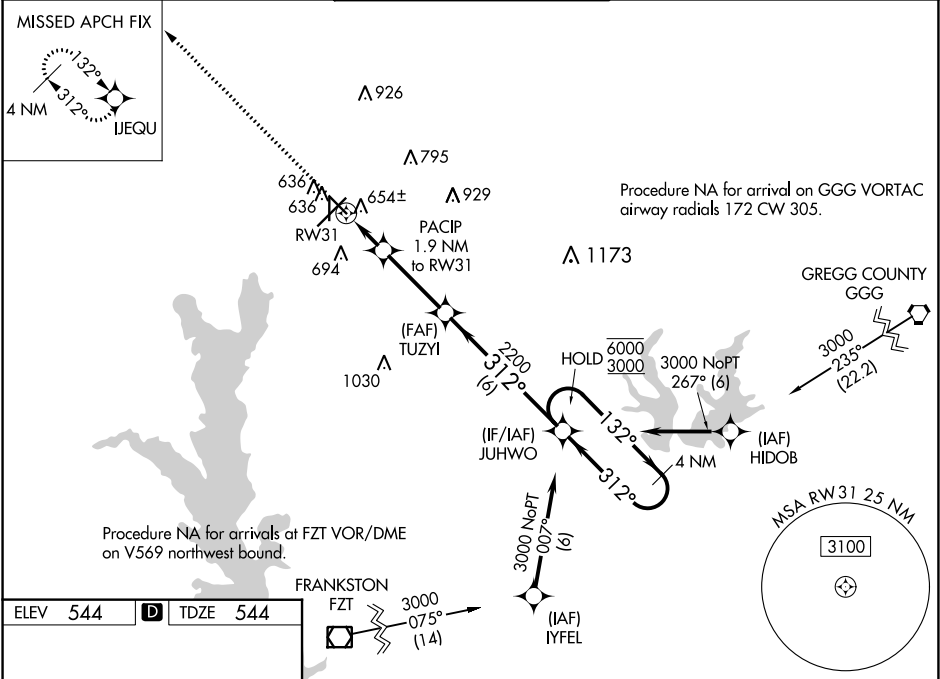 MISSED APCH FIX
132°
312°
4 NM
IJEQU
926
795
636
636
654±
929
RW31
694
PACIP
1.9 NM
to RW31
Procedure NA for arrival on GGG VORTAC
airway radials 172 CW 305.
1173
GREGG COUNTY
GGG
3000
235°
(22.2)
(FAF)
TUZYI
1030
2200
312°
(6)
HOLD
6000
3000
3000 NoPT
267° (6)
(IF/IAF)
JUHWO
132°
312°
4 NM
(IAF)
HIDOB
MSA RW31 25 NM
3100
3000 NoPT
007°
(6)
Procedure NA for arrivals at FZT VOR/DME
on V569 northwest bound.
FRANKSTON
FZT
3000
075°
(14)
(IAF)
IYFEL
ELEV 544 D TDZE 544